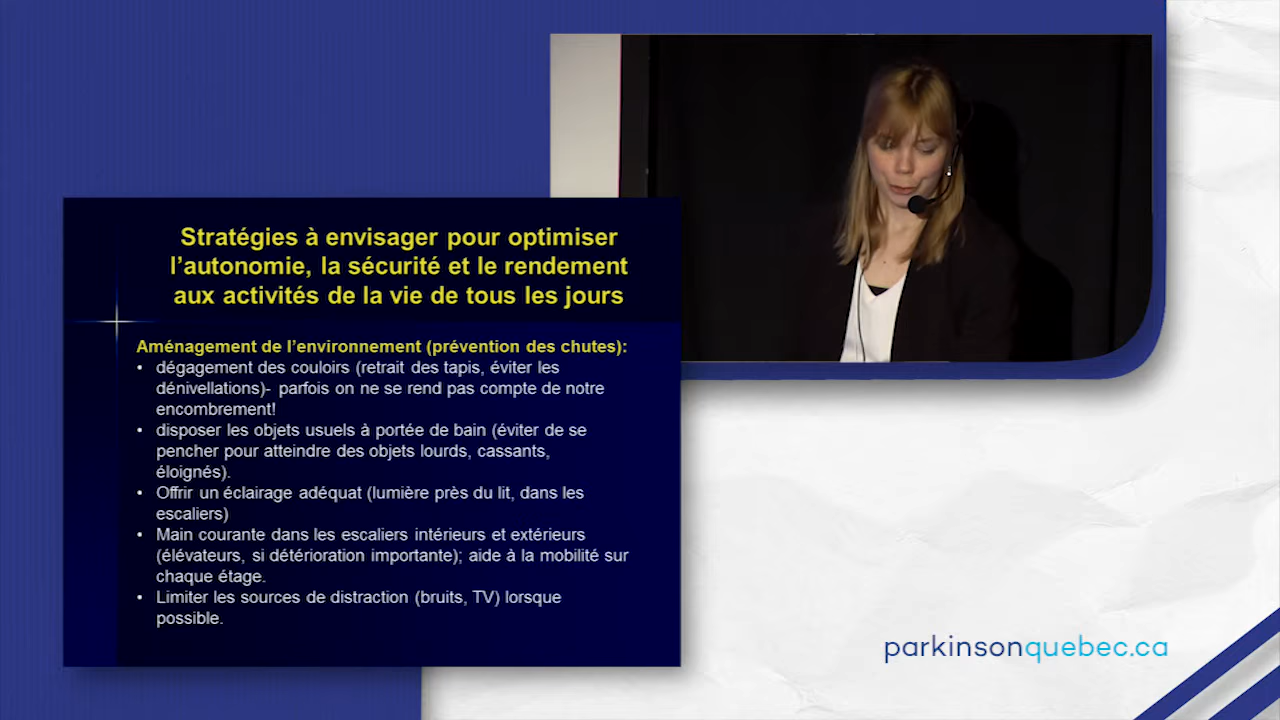 Stratégies à envisager pour optimiser
l’autonomie, la sécurité et le rendement
aux activités de la vie de tous les jours
Aménagement de l’environnement (prévention des chutes):
• dégagement des couloirs (retrait des tapis, éviter les
dénivellations)- parfois on ne se rend pas compte de notre
encombrement!
• disposer les objets usuels à portée de bain (éviter de se
pencher pour atteindre des objets lourds, cassants,
éloignés).
• Offrir un éclairage adéquat (lumière près du lit, dans les
escaliers)
• Main courante dans les escaliers intérieurs et extérieurs
(élévateurs, si détérioration importante); aide à la mobilité sur
chaque étage.
• Limiter les sources de distraction (bruits, TV) lorsque
possible.
parkinsonquebec.ca